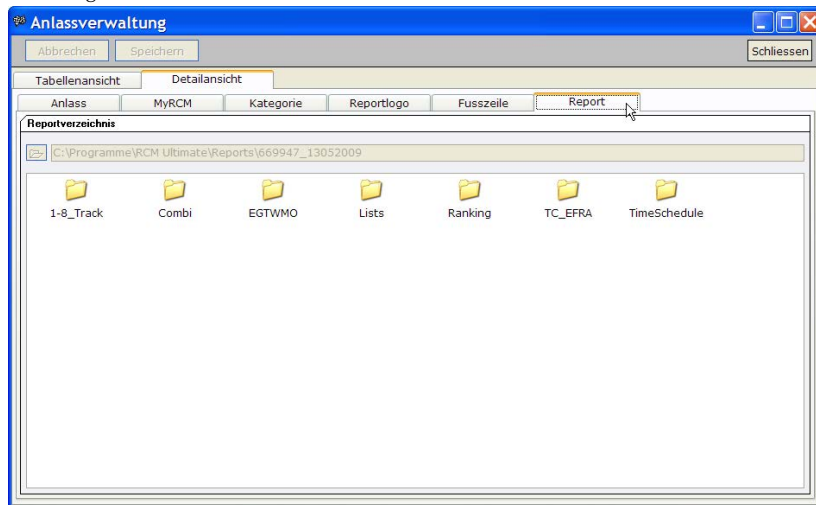 Anlassverwaltung
Abbrechen Speichern Schliessen
Tabellenansicht Detailansicht
Anlass MyRCM Kategorie Reportlogo Fusszeile Report
Reportverzeichnis
C:\Programme\RCM Ultimate\Reports\669947_13052009
1-8_Track Combi EGTWMO Lists Ranking TC_EFRA TimeSchedule